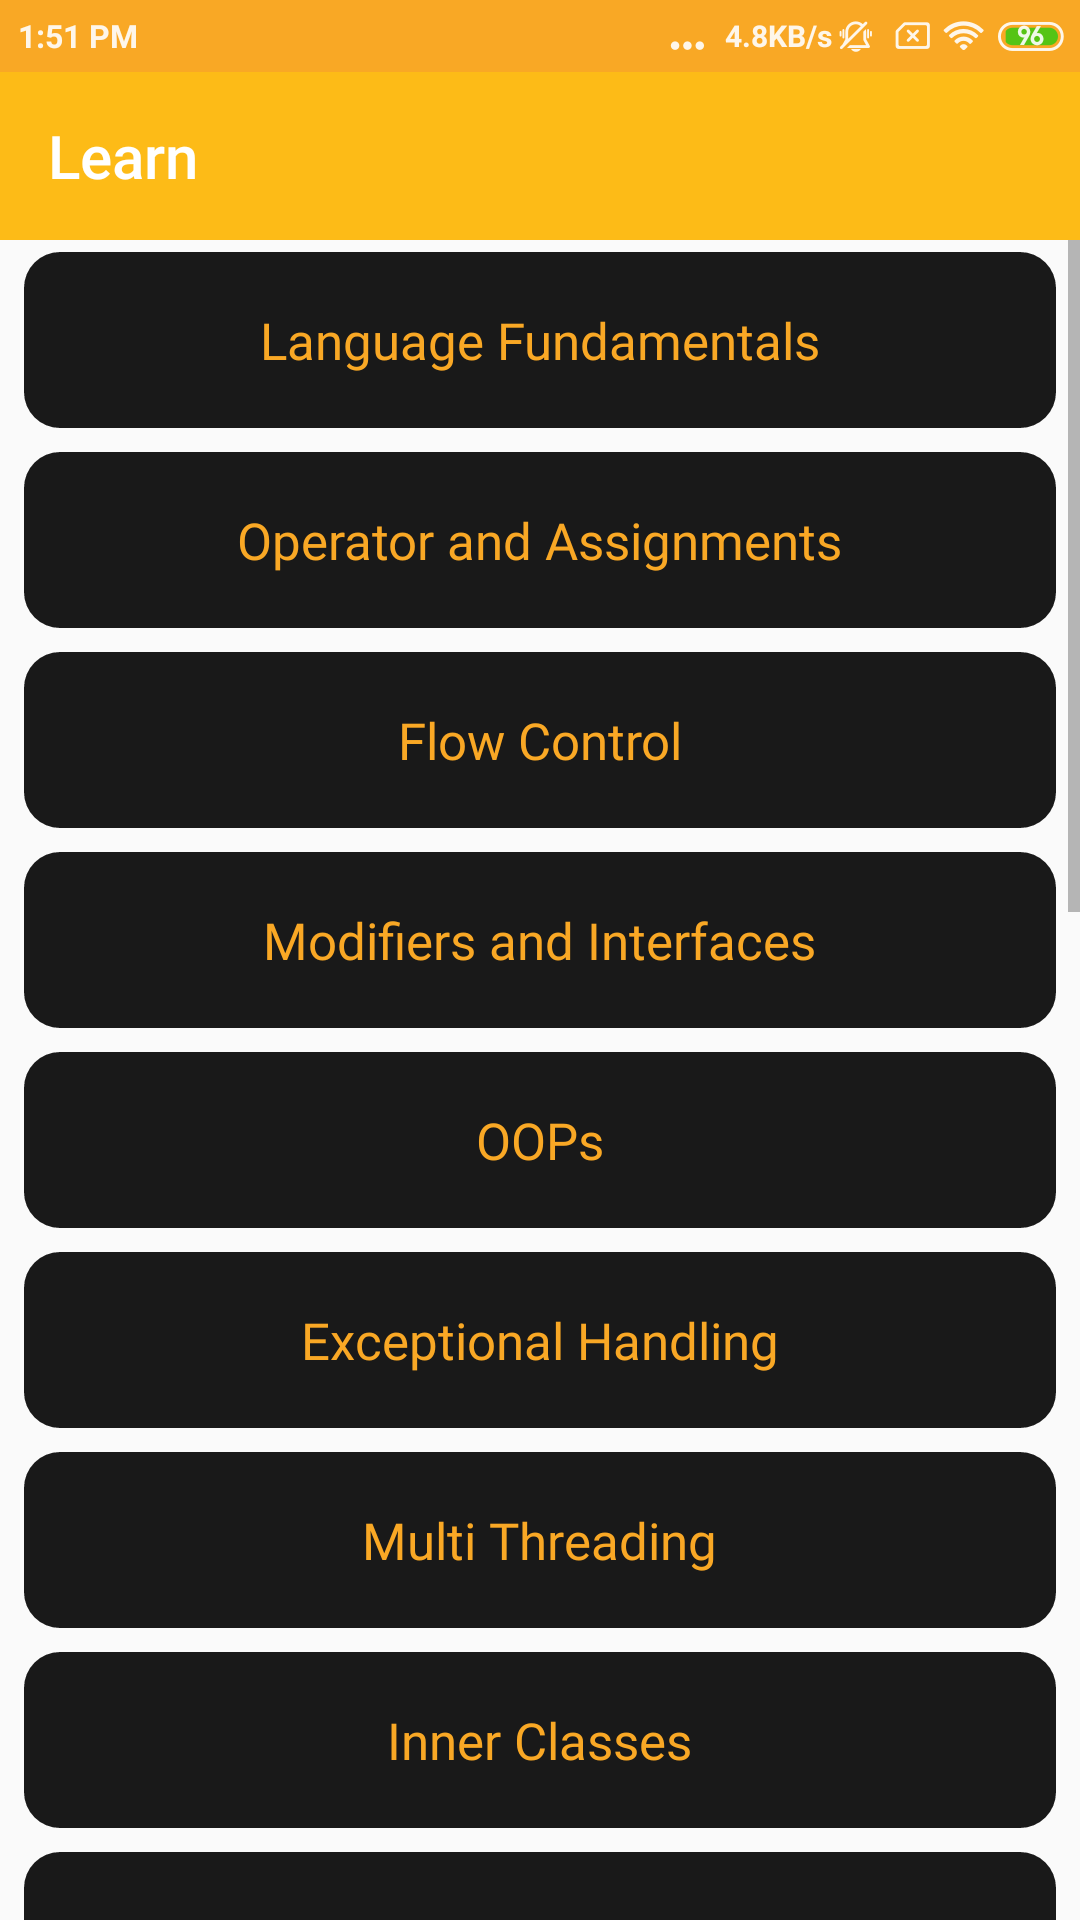 1:51 PM
... 4.8KB/s 96
Learn
Language Fundamentals
Operator and Assignments
Flow Control
Modifiers and Interfaces
OOPs
Exceptional Handling
Multi Threading
Inner Classes